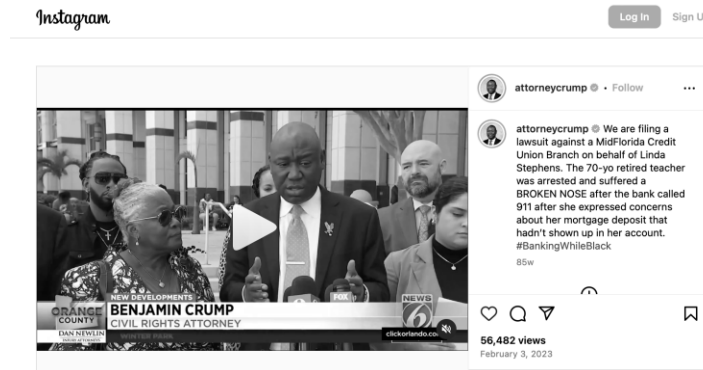 Instagram
Log In
Sign U
attorneycrump • Follow
...
attorneycrump We are filing a
lawsuit against a MidFlorida Credit
Union Branch on behalf of Linda
Stephens. The 70-yo retired teacher
was arrested and suffered a
BROKEN NOSE after the bank called
911 after she expressed concerns
about her mortgage deposit that
hadn't shown up in her account.
#BankingWhileBlack
85w
NEW DEVELOPMENTS
FOX
ORANGE
COUNTY
BENJAMIN CRUMP
CIVIL RIGHTS ATTORNEY
NEWS
6
DAN NEWLIN
WINTER PARK
clickorlando.co
56,482 views
February 3, 2023